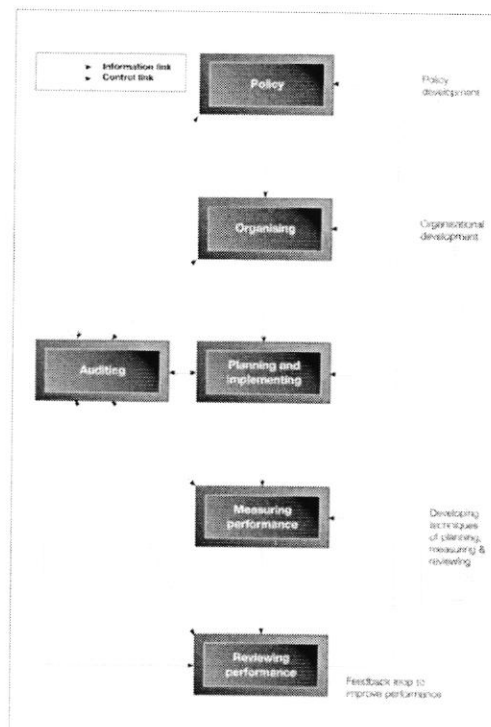 Information link
Control link
Policy
Policy
development
Organising
Organisational
development
Auditing
Planning and
implementing
Measuring
performance
Developing
techniques
of planning,
measuring &
reviewing
Reviewing
performance
Feedback loop to
improve performance